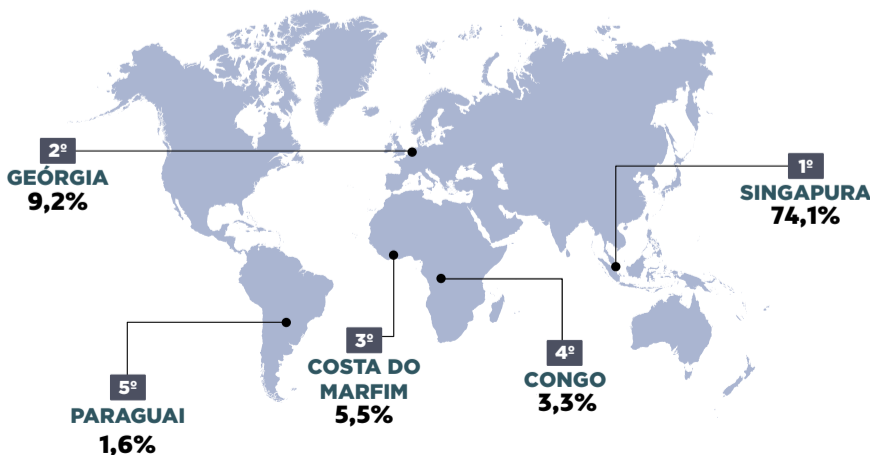 2º
GEÓRGIA
9,2%
1º
SINGAPURA
74,1%
3º
COSTA DO
MARFIM
5,5%
4º
CONGO
3,3%
5º
PARAGUAI
1,6%